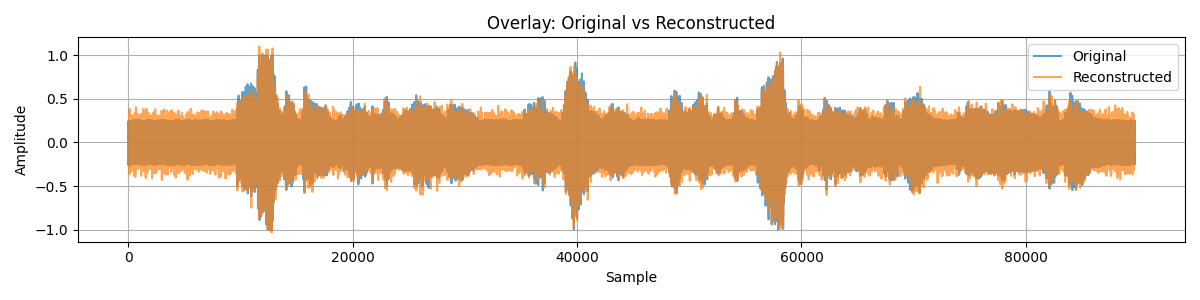 Overlay: Original vs Reconstructed
Original
Reconstructed
1.0
0.5
0.0
−0.5
−1.0
Amplitude
0
20000
40000
60000
80000
Sample